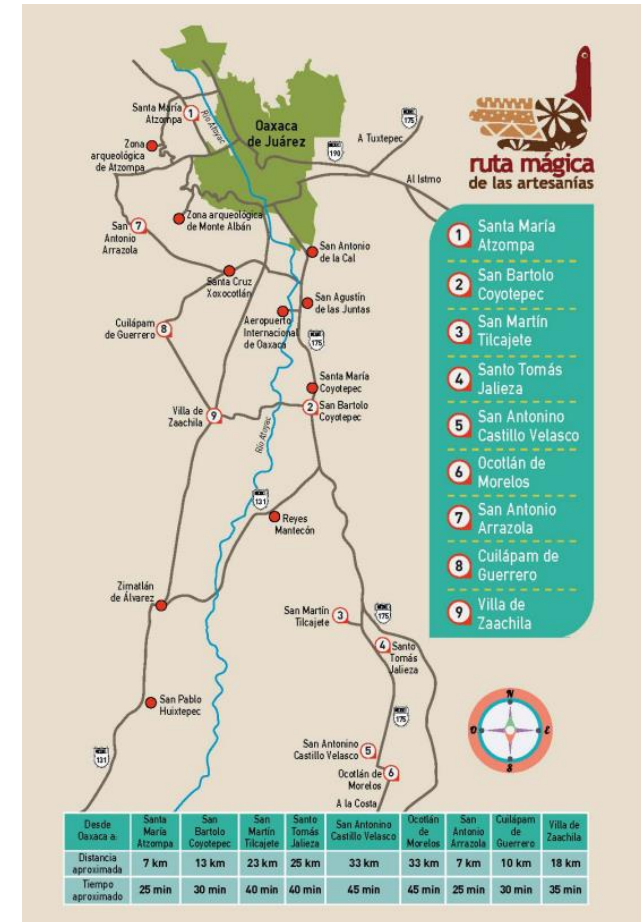 Santa María
Atzompa
1
Río Atoyac
Oaxaca
de Juárez
175
190
A Tuxtepec
Al Istmo
Zona
arqueológica
de Atzompa
Zona arqueológica
de Monte Albán
San
Antonio
Arrazola
7
San Antonio
de la Cal
Santa Cruz
Xoxocotlán
San Agustín
de las Juntas
Cuilápam
de Guerrero
8
Aeropuerto
Internacional
de Oaxaca
175
Santa María
Coyotepec
Villa de
Zaachila
9
2
San Bartolo
Coyotepec
Río Atoyac
131
Reyes
Mantecón
Zimatlán
de Álvarez
San Martín
Tilcajete
3
175
4
Santo
Tomás
Jalieza
San Pablo
Huixtepec
175
131
San Antonino
Castillo Velasco
5
Ocotlán de
Morelos
6
A la Costa
ruta mágica
de las artesanías
1 Santa María
Atzompa
2 San Bartolo
Coyotepec
3 San Martín
Tilcajete
4 Santo Tomás
Jalieza
5 San Antonino
Castillo Velasco
6 Ocotlán de
Morelos
7 San Antonio
Arrazola
8 Cuilápam de
Guerrero
9 Villa de
Zaachila
N
O
E
S
Desde
Oaxaca a:
Santa
María
Atzompa
San
Bartolo
Coyotepec
San
Martín
Tilcajete
Santo
Tomás
Jalieza
San Antonino
Castillo Velasco
Ocotlán
de
Morelos
San
Antonio
Arrazola
Cuilápam
de
Guerrero
Villa de
Zaachila
Distancia
aproximada
7 km 13 km 23 km 25 km 33 km 33 km 7 km 10 km 18 km
Tiempo
aproximado
25 min 30 min 40 min 40 min 45 min 45 min 25 min 30 min 35 min